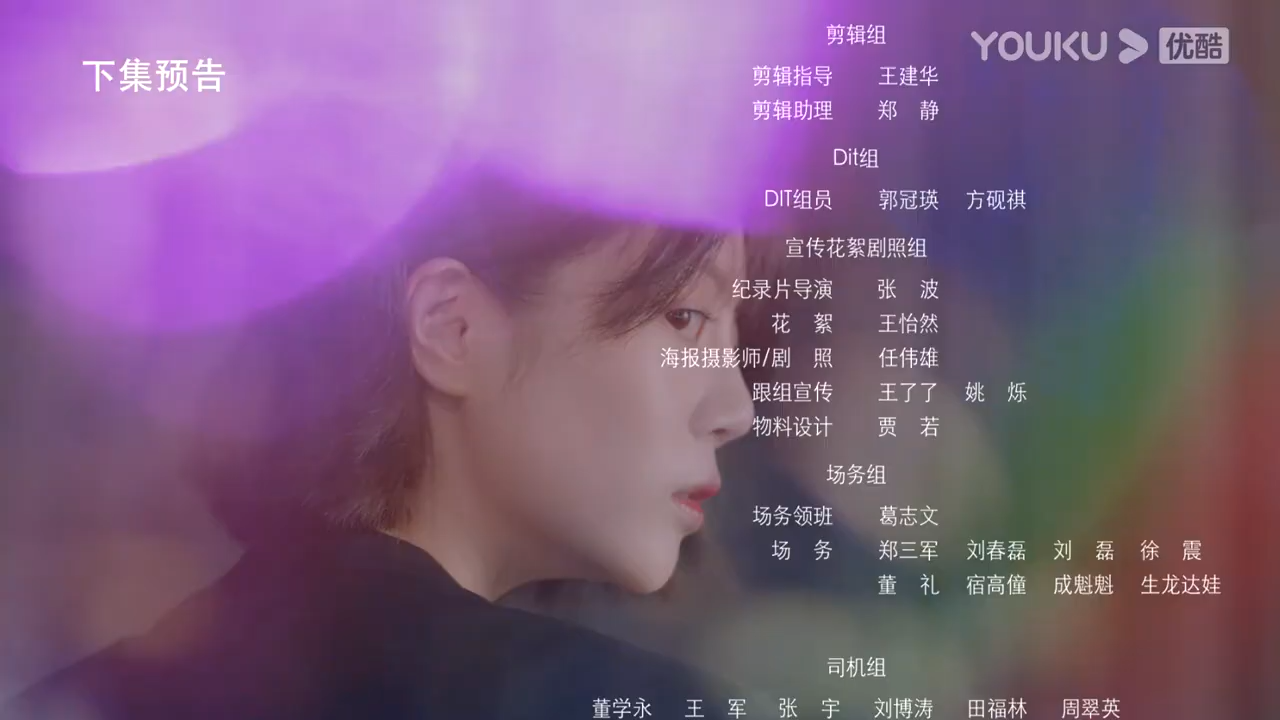 下集预告
YOUKU 优酷
剪辑组
剪辑指导 王建华
剪辑助理 郑 静
Dit组
DIT组员 郭冠瑛 方砚祺
宣传花絮剧照组
纪录片导演 张 波
花 絮 王怡然
海报摄影师/剧 照 任伟雄
跟组宣传 王了了 姚 烁
物料设计 贾 若
场务组
场务领班 葛志文
场 务 郑三军 刘春磊 刘 磊 徐 震
董 礼 宿高僮 成魁魁 生龙达娃
司机组
董学永 王 军 张 宇 刘博涛 田福林 周翠英